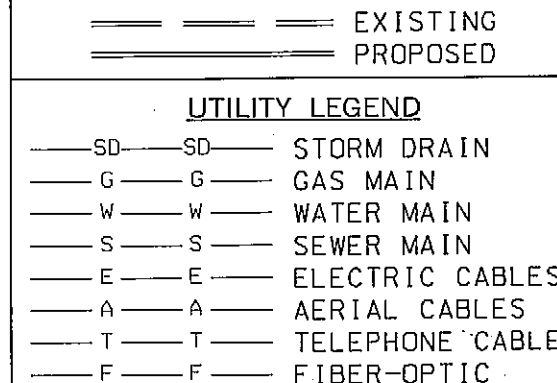 EXISTING
PROPOSED
UTILITY LEGEND
SD SD STORM DRAIN
G G GAS MAIN
W W WATER MAIN
S S SEWER MAIN
E E ELECTRIC CABLES
A A AERIAL CABLES
T T TELEPHONE CABLE
F F FIBER-OPTIC